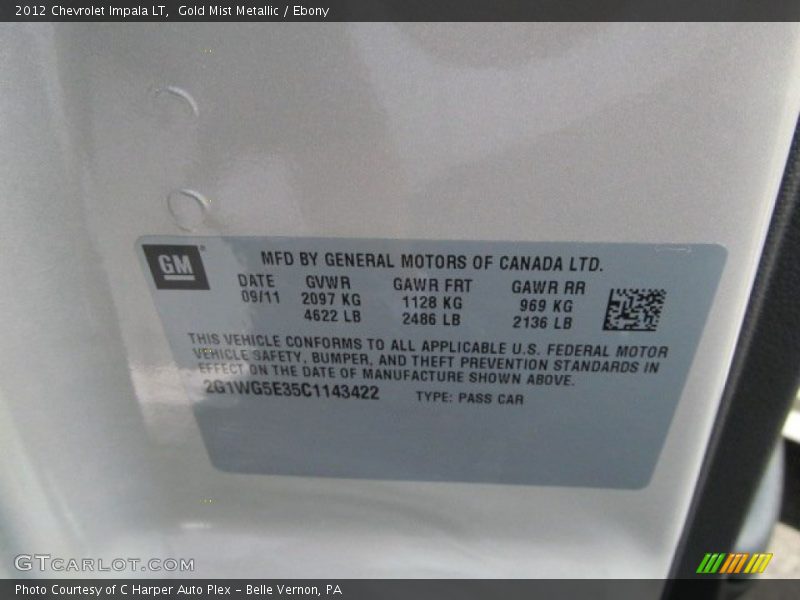 2012 Chevrolet Impala LT,  Gold Mist Metallic / Ebony
GM
MFD BY GENERAL MOTORS OF CANADA LTD.
DATE GVWR GAWR FRT GAWR RR
09/11 2097 KG 1128 KG 969 KG
4622 LB 2486 LB 2136 LB
THIS VEHICLE CONFORMS TO ALL APPLICABLE U.S. FEDERAL MOTOR
VEHICLE SAFETY, BUMPER, AND THEFT PREVENTION STANDARDS IN
EFFECT ON THE DATE OF MANUFACTURE SHOWN ABOVE.
2G1WG5E35C1143422 TYPE: PASS CAR
GTCARLOT.COM
Photo Courtesy of C Harper Auto Plex – Belle Vernon, PA